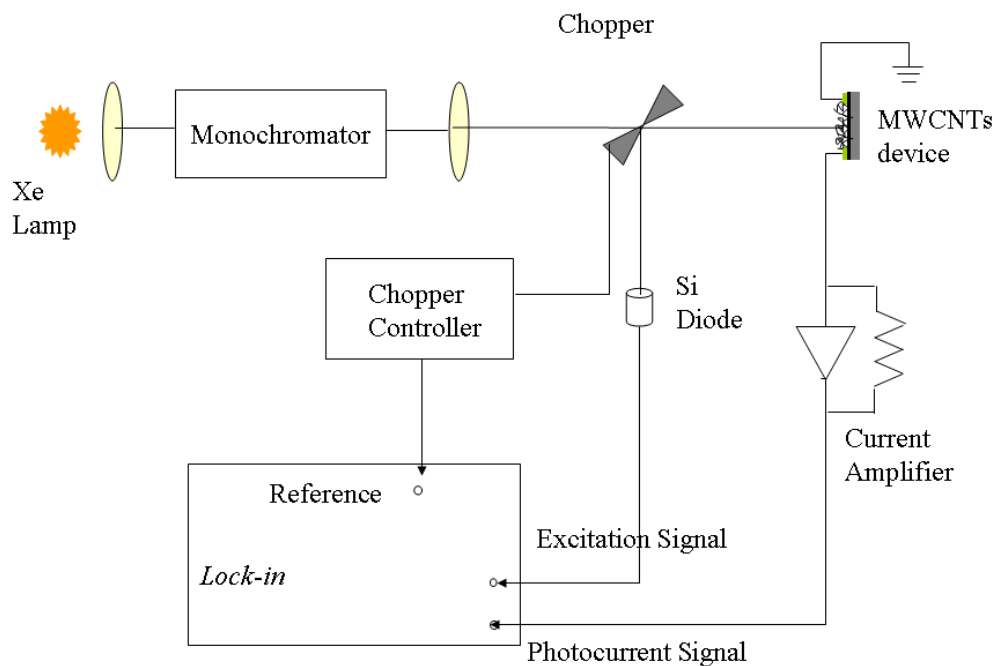 Chopper
Monochromator
MWCNTs
device
Xe
Lamp
Chopper
Controller
Si
Diode
Current
Amplifier
Reference
Excitation Signal
Lock-in
Photocurrent Signal